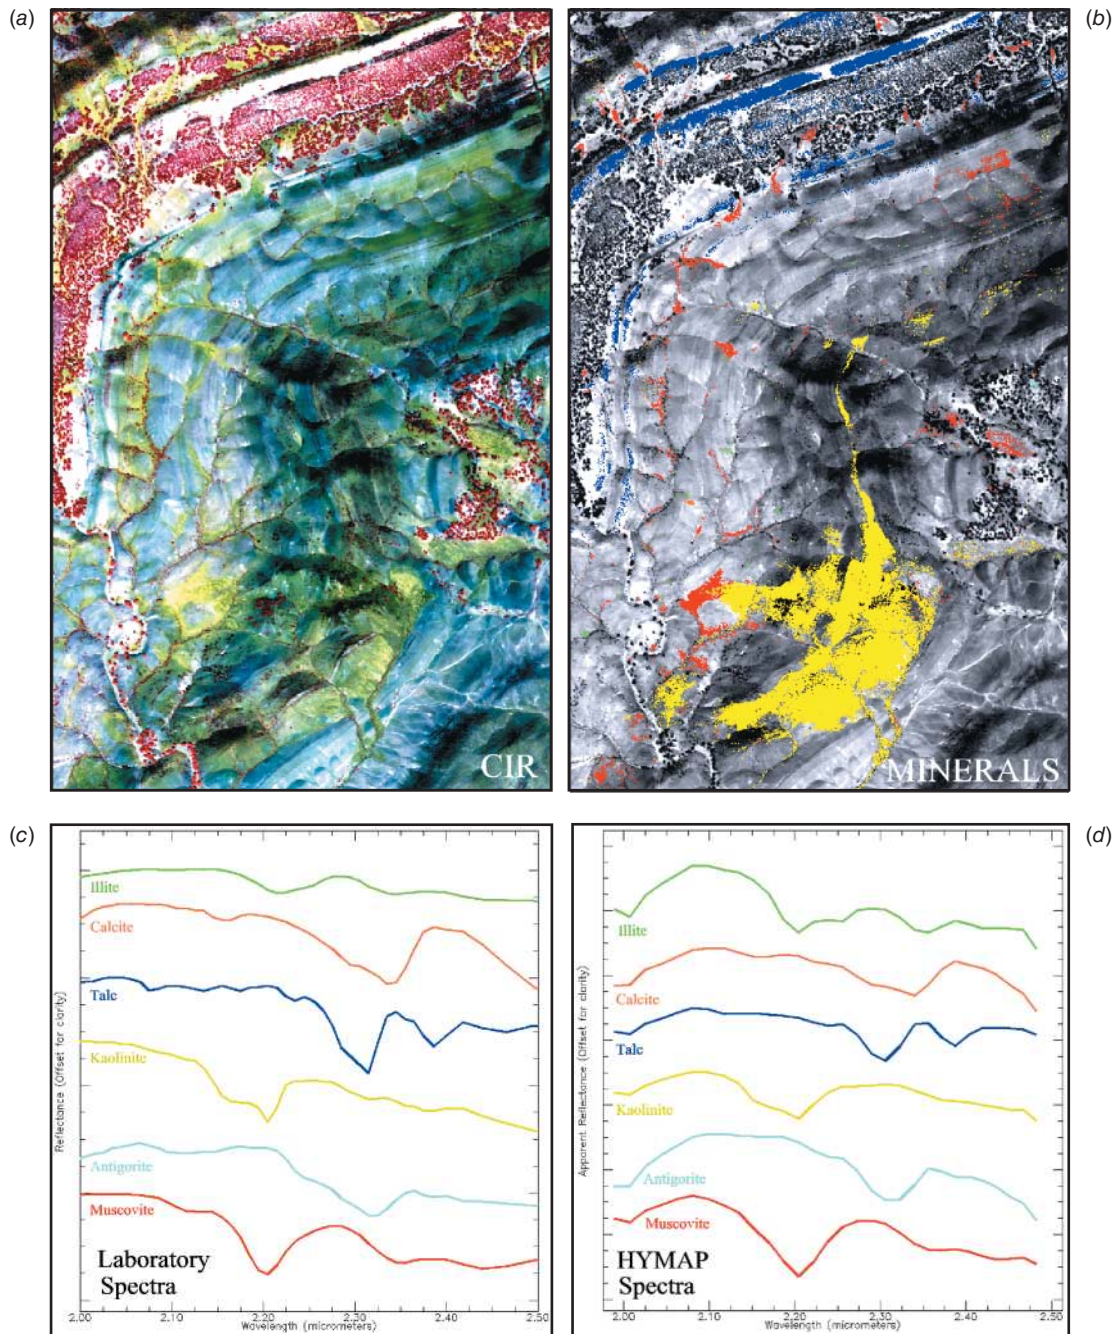 (a)
(b)
CIR
MINERALS
(c)
(d)
Reflectance (Offset for clarity)
Illite
Calcite
Talc
Kaolinite
Antigorite
Muscovite
Laboratory
Spectra
2.00 2.10 2.20 2.30 2.40 2.50
Wavelength (micrometers)
Apparent Reflectance (Offset for clarity)
Illite
Calcite
Talc
Kaolinite
Antigorite
Muscovite
HYMAP
Spectra
2.00 2.10 2.20 2.30 2.40 2.50
Wavelength (micrometers)